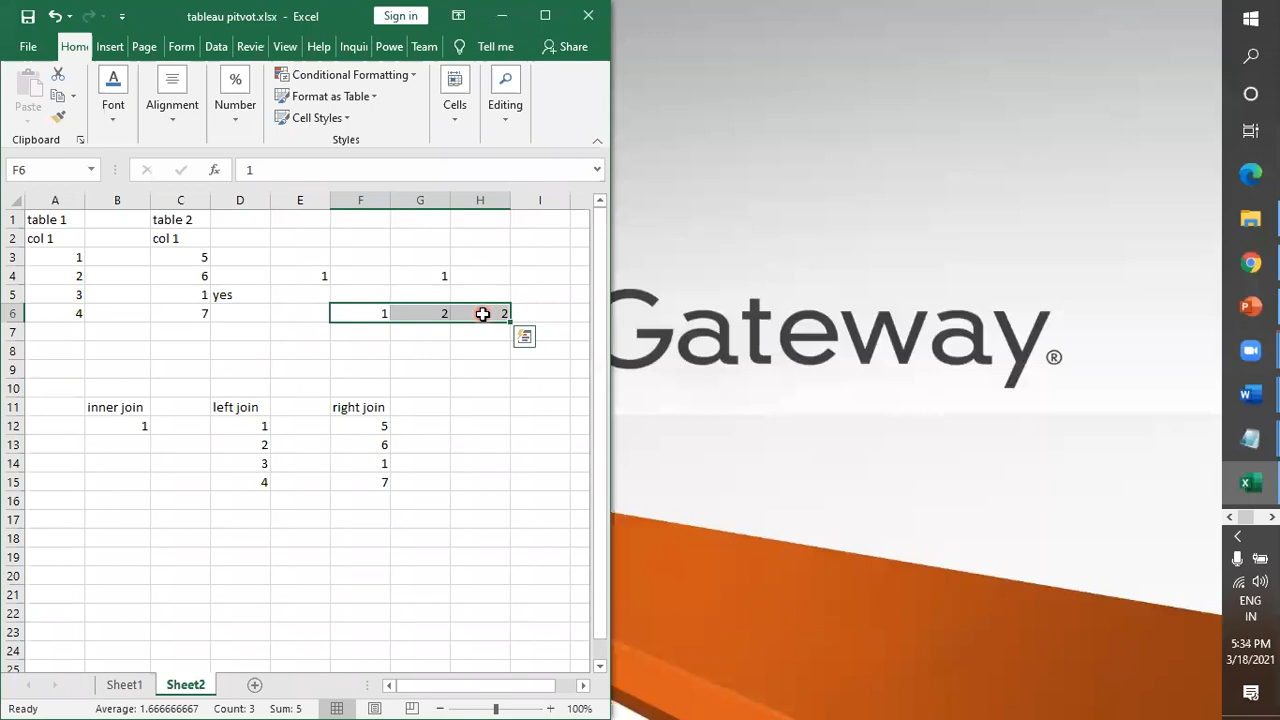 tableau pitvot.xlsx - Excel
Sign in
File Home Insert Page Form Data Revie View Help Inqui Powe Team Tell me Share
Paste
Clipboard
Font
Alignment
Number
Conditional Formatting
Format as Table
Cell Styles
Styles
Cells
Editing
F6 fx 1
A B C D E F G H I
1 table 1 table 2
2 col 1 col 1
3 1 5
4 2 6 1 1
5 3 1 yes
6 4 7 1 2 2
7
8
9
10
11 inner join left join right join
12 1 1 5
13 2 6
14 3 1
15 4 7
16
17
18
19
20
21
22
23
24
25
Sheet1 Sheet2
Ready Average: 1.666666667 Count: 3 Sum: 5 100%
Gateway®
ENG
IN
5:34 PM
3/18/2021